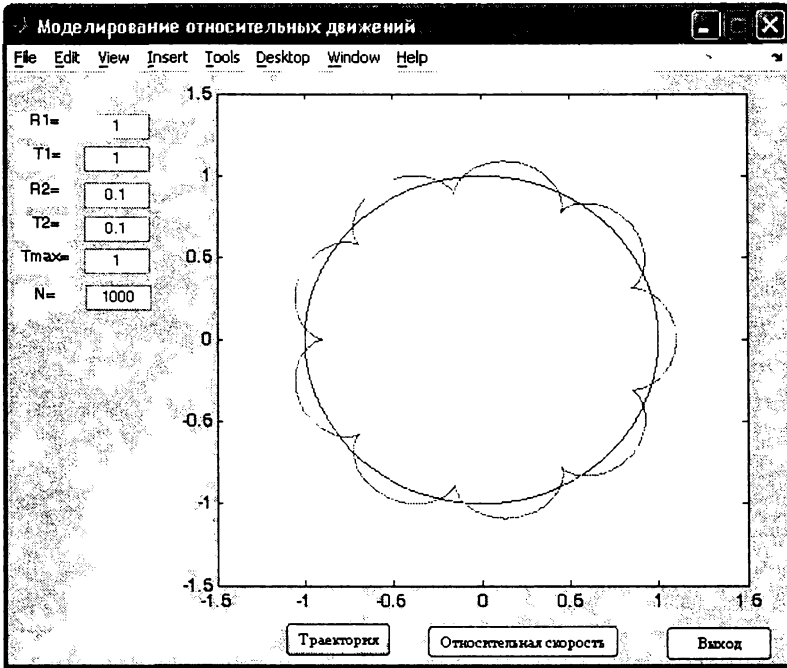 Моделирование относительных движений
File Edit View Insert Tools Desktop Window Help
R1= 1
T1= 1
R2= 0.1
T2= 0.1
Tmax= 1
N= 1000
1.5
1
0.5
0
-0.5
-1
-1.5
-1.5 -1 -0.5 0 0.5 1 1.5
Траектория Относительная скорость Выход